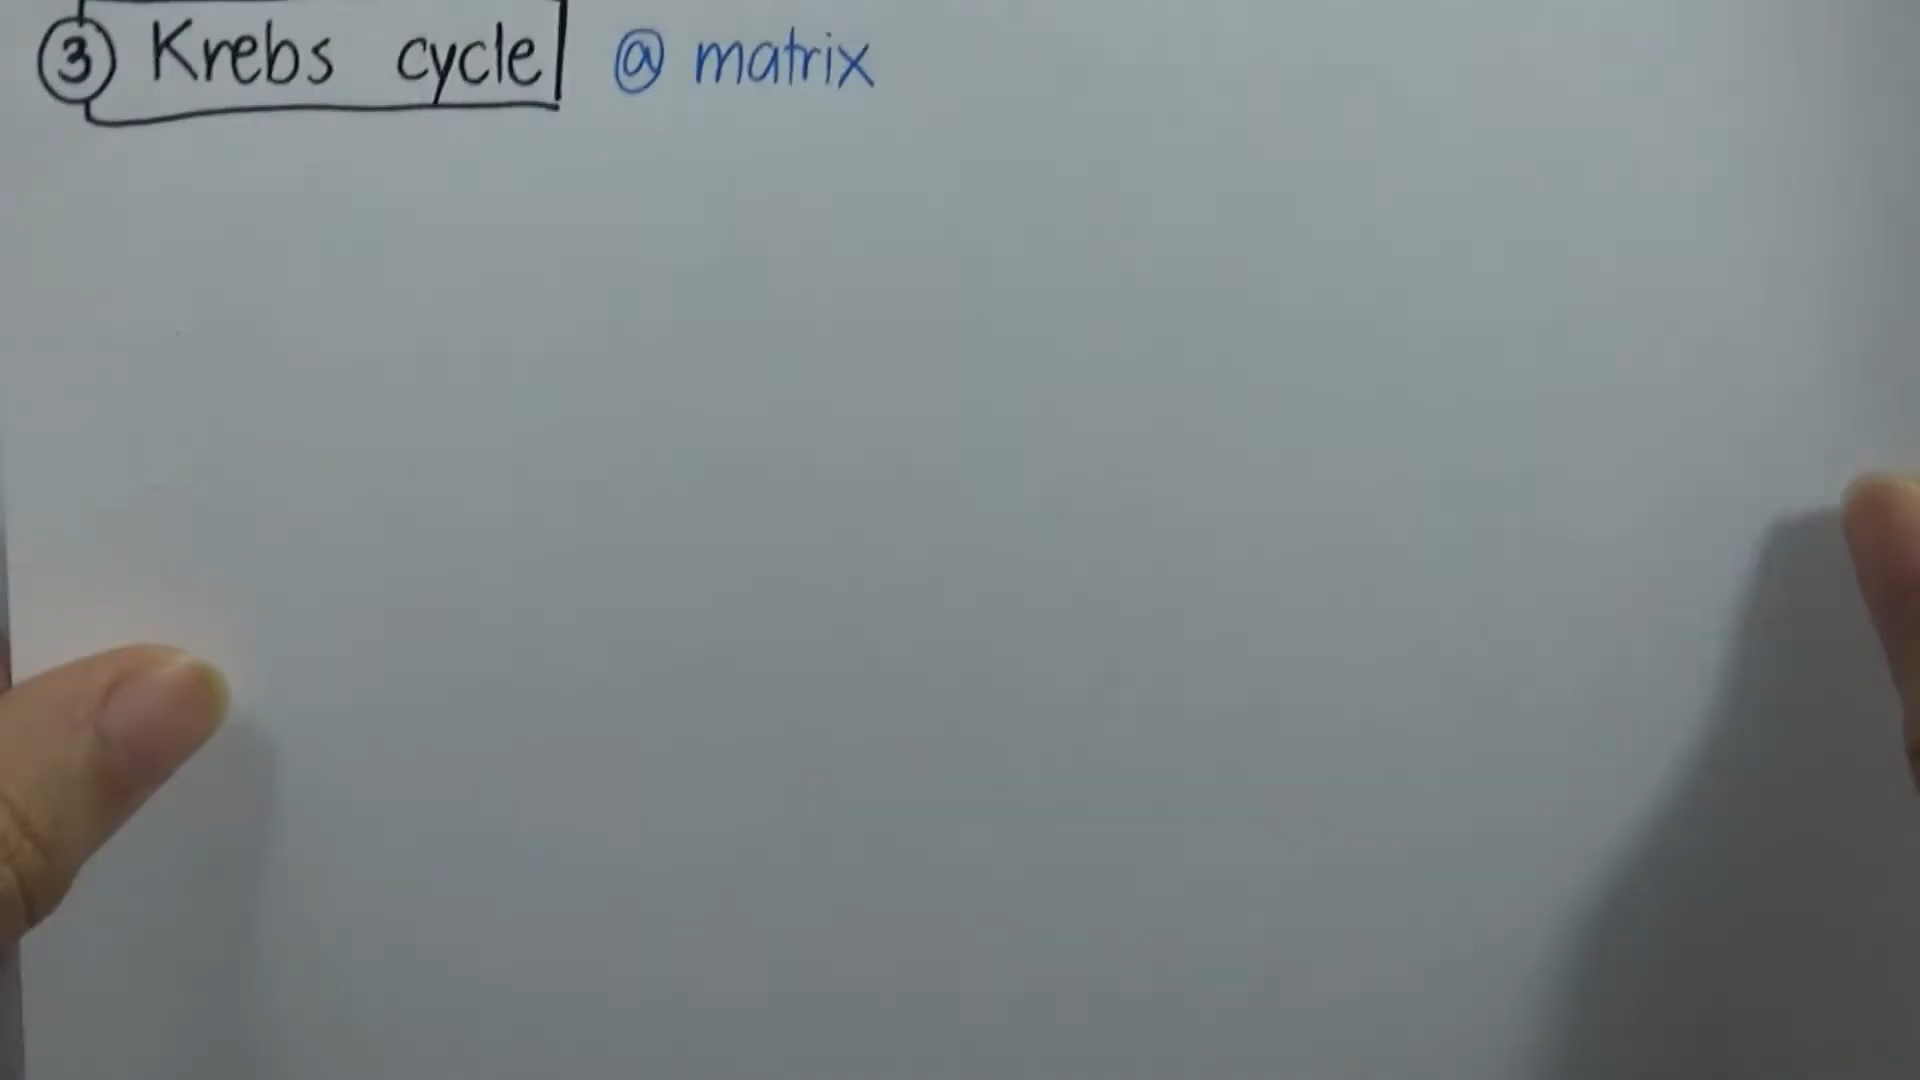 ③ Krebs cycle @ matrix